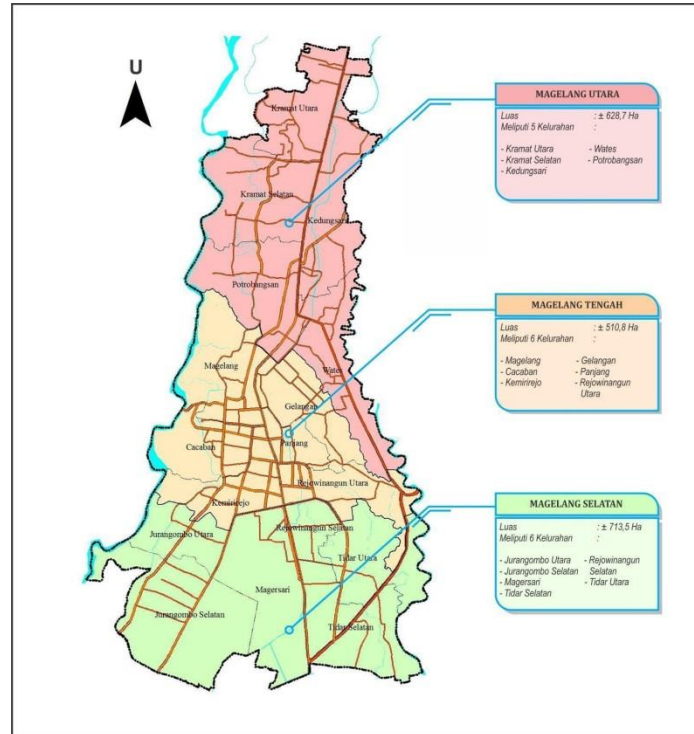 U
Kramat Utara
Kramat Selatan
Kedungsari
Potrobangsan
Magelang
Wates
Gelangan
Cacaban
Panjang
Rejowinangun Utara
Kemirirejo
Jurangombo Utara
Rejowinangun Selatan
Tidar Utara
Magersari
Jurangombo Selatan
Tidar Selatan
MAGELANG UTARA
Luas : ± 628,7 Ha
Meliputi 5 Kelurahan :
- Kramat Utara - Wates
- Kramat Selatan - Potrobangsan
- Kedungsari
MAGELANG TENGAH
Luas : ± 510,8 Ha
Meliputi 6 Kelurahan :
- Magelang - Gelangan
- Cacaban - Panjang
- Kemirirejo - Rejowinangun
Utara
MAGELANG SELATAN
Luas : ± 713,5 Ha
Meliputi 6 Kelurahan :
- Jurangombo Utara - Rejowinangun
- Jurangombo Selatan Selatan
- Magersari - Tidar Utara
- Tidar Selatan